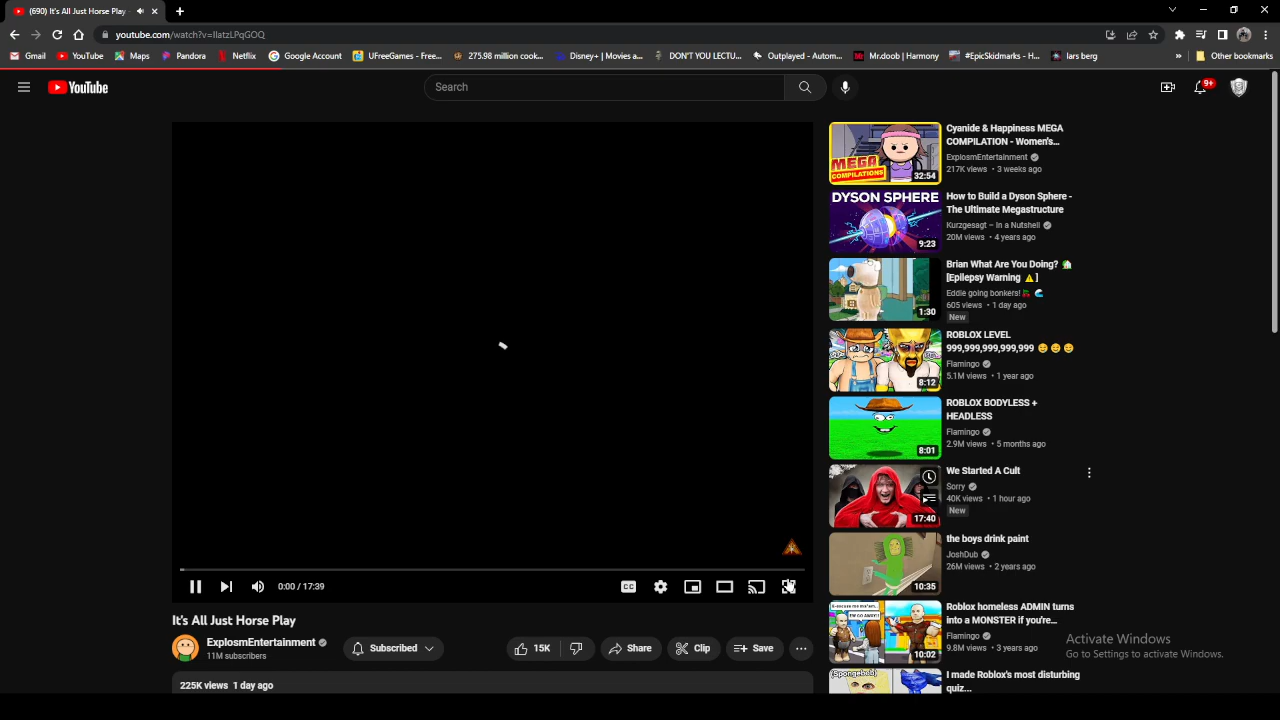 (690) It's All Just Horse Play -
youtube.com/watch?v=IIatzLPqGOQ
Gmail
YouTube
Maps
Pandora
Netflix
Google Account
UFreeGames - Free...
275.98 million cook...
Disney+ | Movies a...
DON'T YOU LECTU...
Outplayed - Autom...
Mr.doob | Harmony
#EpicSkidmarks - H...
lars berg
»
Other bookmarks
YouTube
Search
9+
MEGA
COMPILATIONS
32:54
Cyanide & Happiness MEGA
COMPILATION - Women's...
ExplosmEntertainment
217K views • 3 weeks ago
DYSON SPHERE
9:23
How to Build a Dyson Sphere -
The Ultimate Megastructure
Kurzgesagt – In a Nutshell
20M views • 4 years ago
1:30
Brian What Are You Doing?
[Epilepsy Warning ⚠]
Eddie going bonkers!
605 views • 1 day ago
New
8:12
ROBLOX LEVEL
999,999,999,999,999 😏 😏 😏
Flamingo
5.1M views • 1 year ago
8:01
ROBLOX BODYLESS +
HEADLESS
Flamingo
2.9M views • 5 months ago
17:40
We Started A Cult
Sorry
40K views • 1 hour ago
New
10:35
the boys drink paint
JoshDub
26M views • 2 years ago
10:02
Roblox homeless ADMIN turns
into a MONSTER if you're...
Flamingo
9.8M views • 3 years ago
(Spongebob)
I made Roblox's most disturbing
quiz...
0:00 / 17:39
CC
It's All Just Horse Play
ExplosmEntertainment
11M subscribers
Subscribed
15K
Share
Clip
Save
225K views 1 day ago
Activate Windows
Go to Settings to activate Windows.